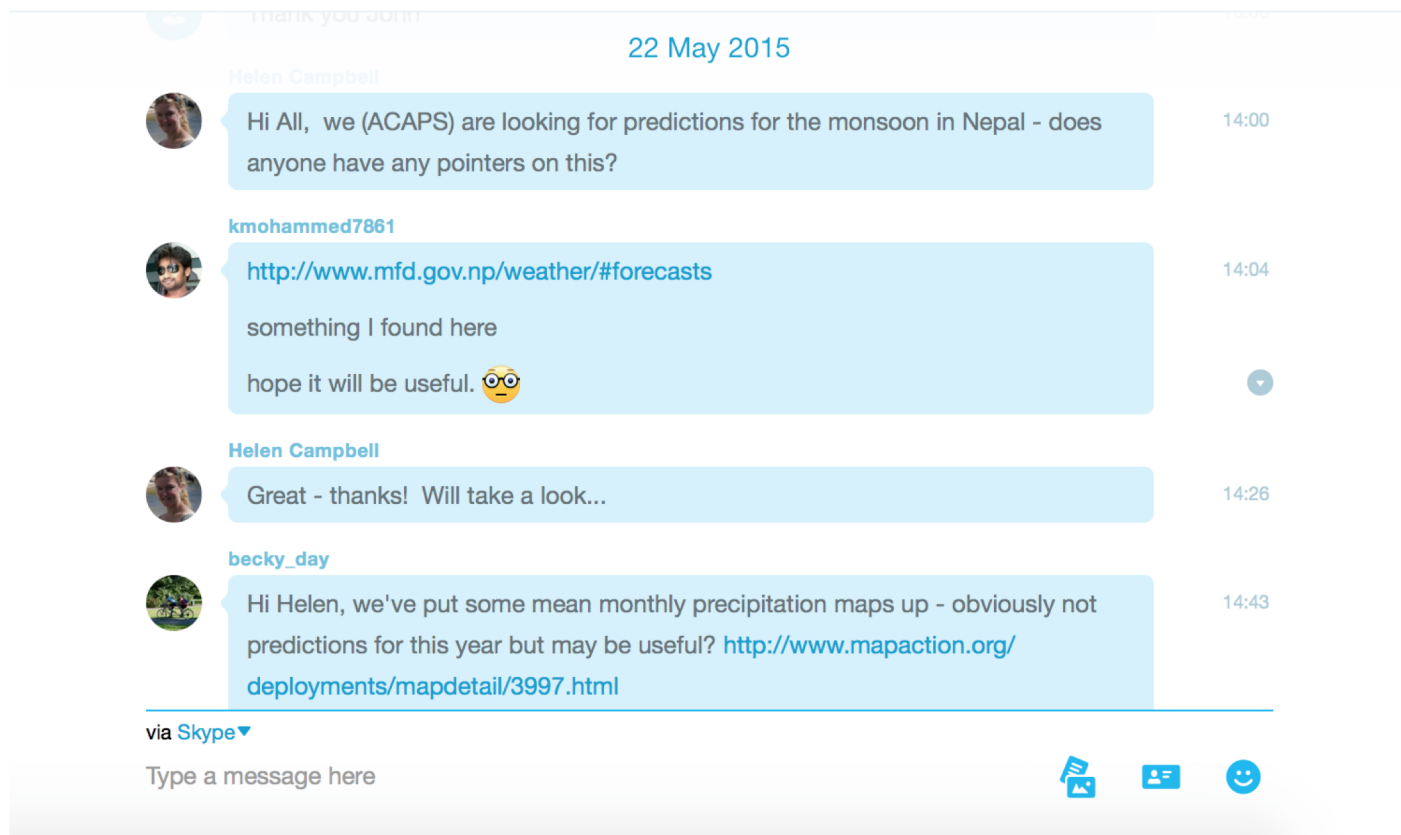 Thank you John
22 May 2015
Helen Campbell
Hi All,  we (ACAPS) are looking for predictions for the monsoon in Nepal - does
14:00
anyone have any pointers on this?
kmohammed7861
http://www.mfd.gov.np/weather/#forecasts
14:04
something I found here
hope it will be useful.
Helen Campbell
Great - thanks!  Will take a look...
14:26
becky_day
Hi Helen, we've put some mean monthly precipitation maps up - obviously not
14:43
predictions for this year but may be useful? http://www.mapaction.org/
deployments/mapdetail/3997.html
via Skype
Type a message here